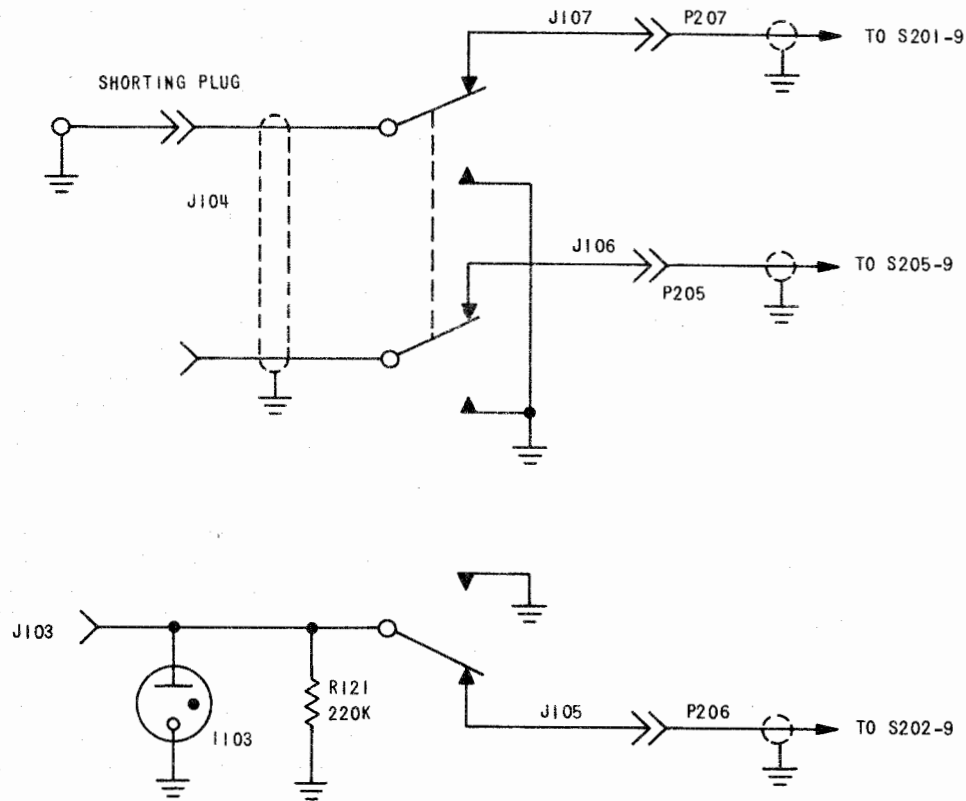 J107
P207
TO S201-9
SHORTING PLUG
J104
J106
TO S205-9
P205
J103
R121
220K
I103
J105
P206
TO S202-9